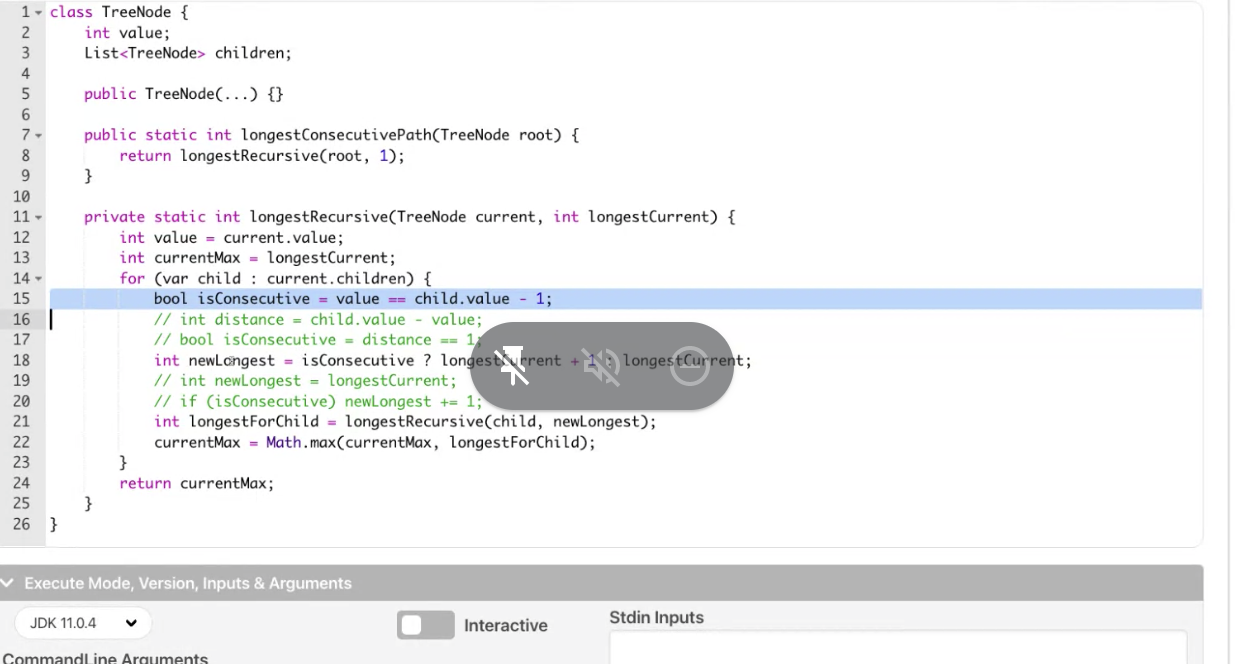 1 class TreeNode {
2 int value;
3 List<TreeNode> children;
4
5 public TreeNode(...) {}
6
7 public static int longestConsecutivePath(TreeNode root) {
8 return longestRecursive(root, 1);
9 }
10
11 private static int longestRecursive(TreeNode current, int longestCurrent) {
12 int value = current.value;
13 int currentMax = longestCurrent;
14 for (var child : current.children) {
15 bool isConsecutive = value == child.value - 1;
16 // int distance = child.value - value;
17 // bool isConsecutive = distance == 1;
18 int newLongest = isConsecutive ? longestCurrent + 1 : longestCurrent;
19 // int newLongest = longestCurrent;
20 // if (isConsecutive) newLongest += 1;
21 int longestForChild = longestRecursive(child, newLongest);
22 currentMax = Math.max(currentMax, longestForChild);
23 }
24 return currentMax;
25 }
26 }
Execute Mode, Version, Inputs & Arguments
JDK 11.0.4
Interactive
Stdin Inputs
CommandLine Arguments